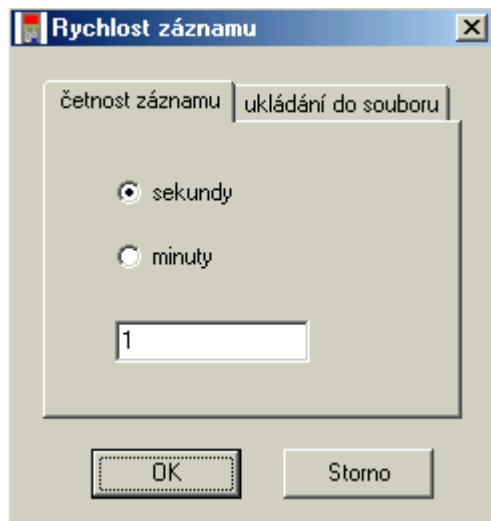 Rychlost záznamu
četnost záznamu ukládání do souboru
sekundy
minuty
1
OK Storno